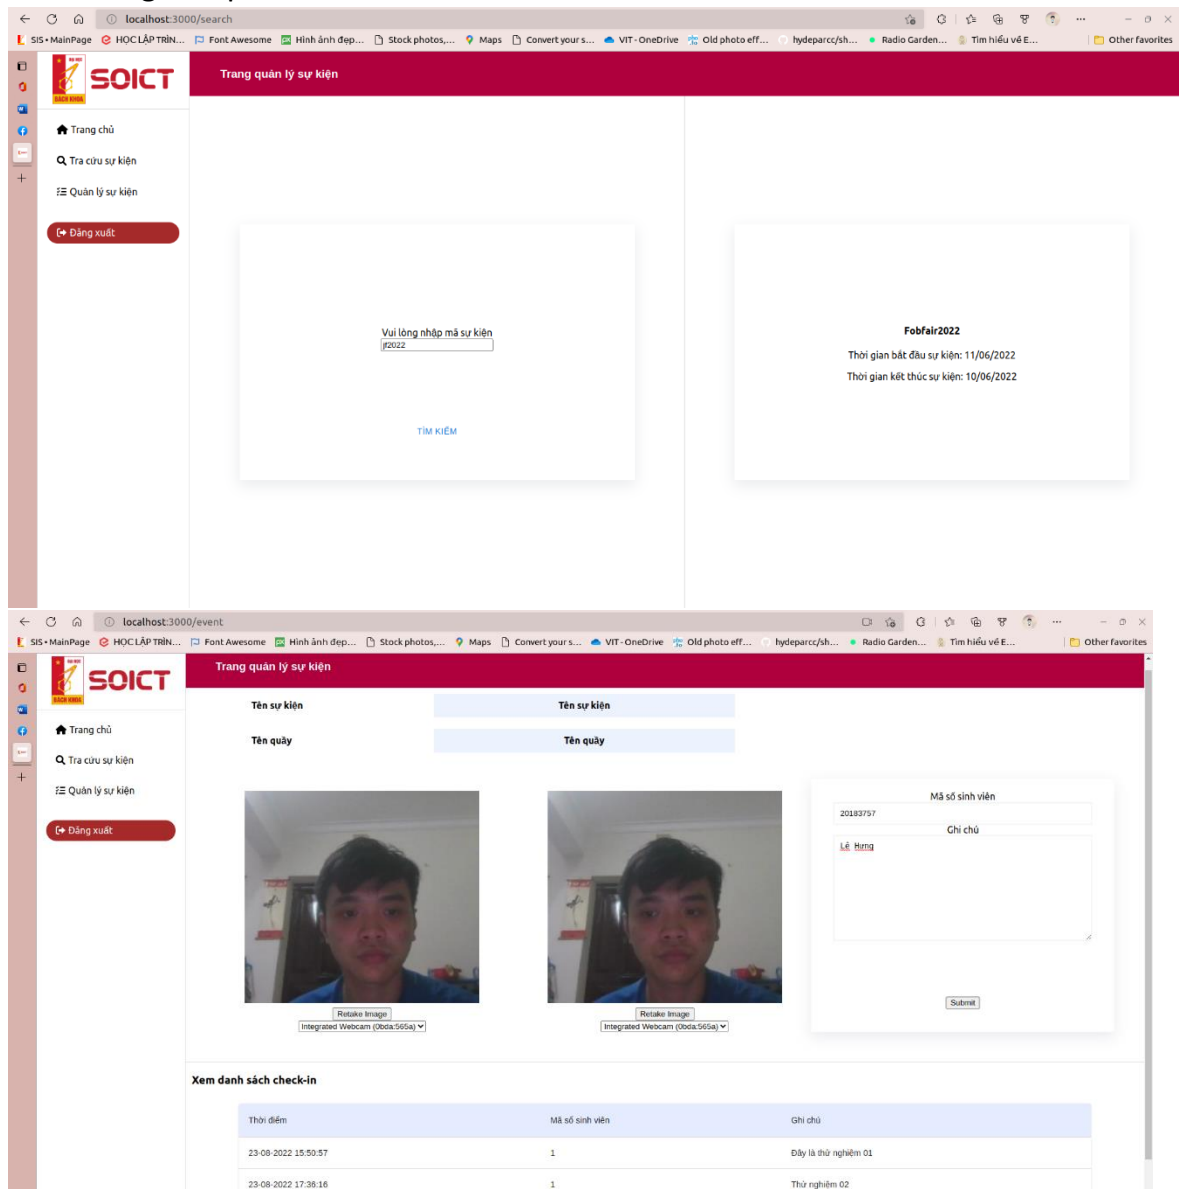 localhost:3000/search
SIS • MainPage HỌC LẬP TRÌN... Font Awesome Hình ảnh đẹp... Stock photos,... Maps Convert your s... VIT - OneDrive Old photo eff... hydeparcc/sh... Radio Garden... Tìm hiểu về E... Other favorites
BÁCH KHOA
SOICT
Trang quản lý sự kiện
Trang chủ
Tra cứu sự kiện
Quản lý sự kiện
Đăng xuất
Vui lòng nhập mã sự kiện
jf2022
TÌM KIẾM
Fobfair2022
Thời gian bắt đầu sự kiện: 11/06/2022
Thời gian kết thúc sự kiện: 10/06/2022
localhost:3000/event
SIS • MainPage HỌC LẬP TRÌN... Font Awesome Hình ảnh đẹp... Stock photos,... Maps Convert your s... VIT - OneDrive Old photo eff... hydeparcc/sh... Radio Garden... Tìm hiểu về E... Other favorites
BÁCH KHOA
SOICT
Trang quản lý sự kiện
Trang chủ
Tra cứu sự kiện
Quản lý sự kiện
Đăng xuất
Tên sự kiện Tên sự kiện
Tên quầy Tên quầy
Retake Image
Integrated Webcam (0bda:565a)
Retake Image
Integrated Webcam (0bda:565a)
Mã số sinh viên
20183757
Ghi chú
Lê Hưng
Submit
Xem danh sách check-in
Thời điểm Mã số sinh viên Ghi chú
23-08-2022 15:50:57 1 Đây là thử nghiệm 01
23-08-2022 17:36:16 1 Thử nghiệm 02